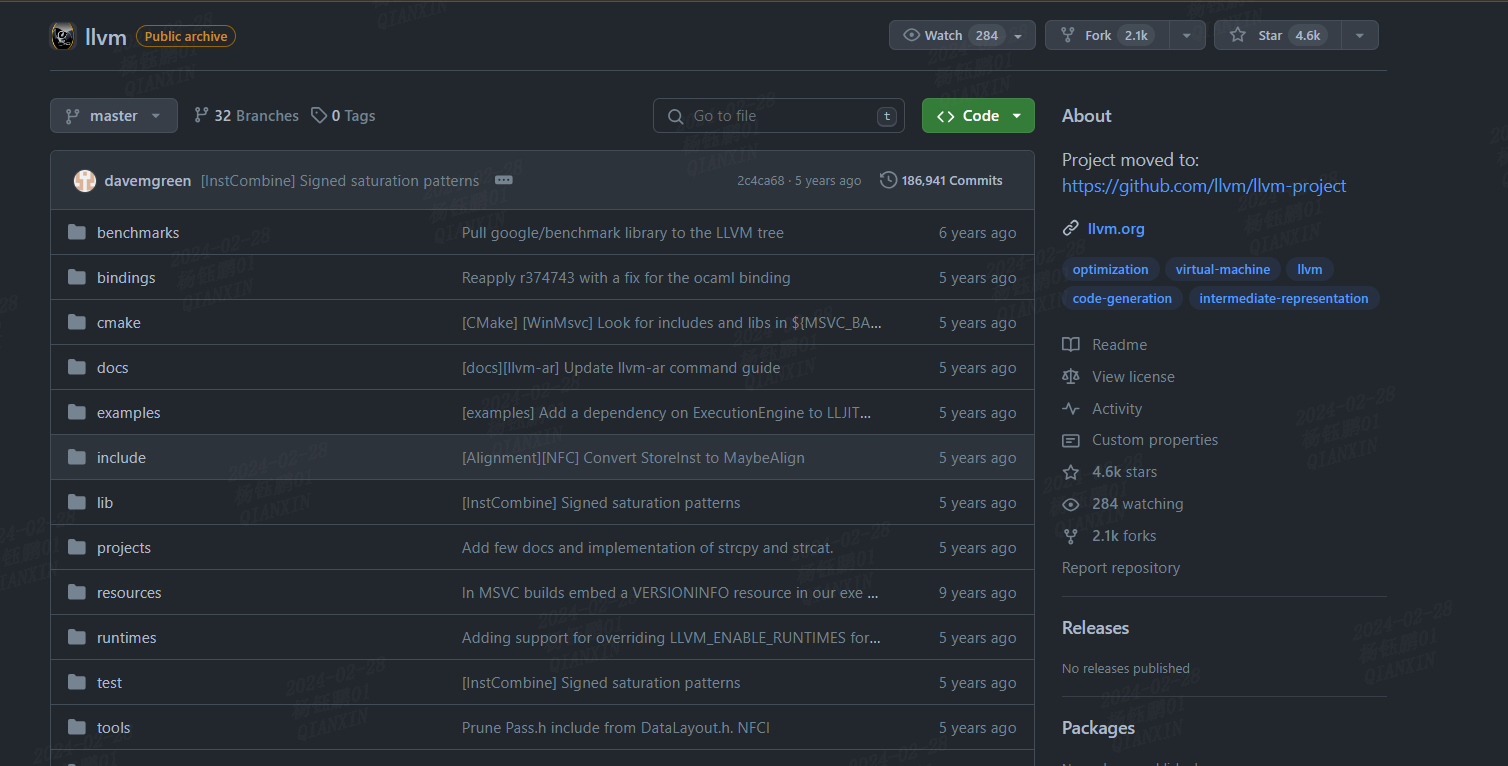 llvm Public archive Watch 284 Fork 2.1k Star 4.6k
master 32 Branches 0 Tags Go to file t Code
davemgreen [InstCombine] Signed saturation patterns 2c4ca68 · 5 years ago 186,941 Commits
benchmarks Pull google/benchmark library to the LLVM tree 6 years ago
bindings Reapply r374743 with a fix for the ocaml binding 5 years ago
cmake [CMake] [WinMsvc] Look for includes and libs in ${MSVC_BA... 5 years ago
docs [docs][llvm-ar] Update llvm-ar command guide 5 years ago
examples [examples] Add a dependency on ExecutionEngine to LLJIT... 5 years ago
include [Alignment][NFC] Convert StoreInst to MaybeAlign 5 years ago
lib [InstCombine] Signed saturation patterns 5 years ago
projects Add few docs and implementation of strcpy and strcat. 5 years ago
resources In MSVC builds embed a VERSIONINFO resource in our exe ... 9 years ago
runtimes Adding support for overriding LLVM_ENABLE_RUNTIMES for... 5 years ago
test [InstCombine] Signed saturation patterns 5 years ago
tools Prune Pass.h include from DataLayout.h. NFCI 5 years ago
About
Project moved to:
https://github.com/llvm/llvm-project
llvm.org
optimization virtual-machine llvm
code-generation intermediate-representation
Readme
View license
Activity
Custom properties
4.6k stars
284 watching
2.1k forks
Report repository
Releases
No releases published
Packages
2024-02-28
杨钰鹏01
QIANXIN